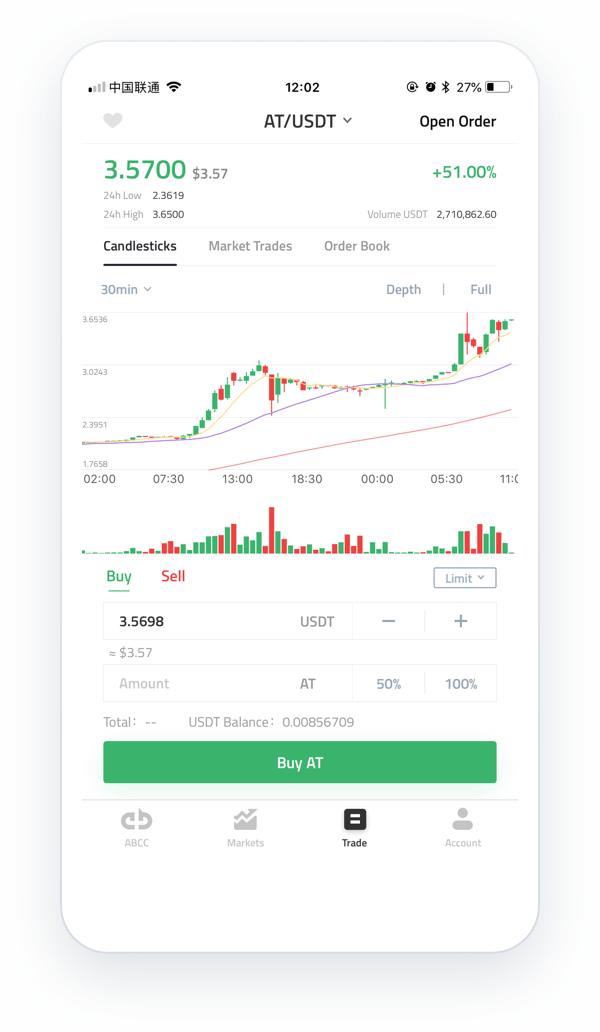 中国联通 12:02 27%
AT/USDT Open Order
3.5700 $3.57 +51.00%
24h Low 2.3619
24h High 3.6500 Volume USDT 2,710,862.60
Candlesticks Market Trades Order Book
30min Depth | Full
3.6536
3.0243
2.3951
1.7658
02:00 07:30 13:00 18:30 00:00 05:30 11:0
Buy Sell Limit
3.5698 USDT − +
≈ $3.57
Amount AT 50% 100%
Total: -- USDT Balance: 0.00856709
Buy AT
ABCC Markets Trade Account